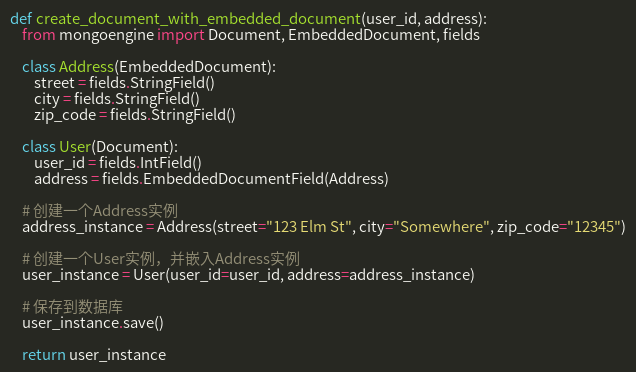 def create_document_with_embedded_document(user_id, address):
from mongoengine import Document, EmbeddedDocument, fields
class Address(EmbeddedDocument):
street = fields.StringField()
city = fields.StringField()
zip_code = fields.StringField()
class User(Document):
user_id = fields.IntField()
address = fields.EmbeddedDocumentField(Address)
# 创建一个Address实例
address_instance = Address(street="123 Elm St", city="Somewhere", zip_code="12345")
# 创建一个User实例，并嵌入Address实例
user_instance = User(user_id=user_id, address=address_instance)
# 保存到数据库
user_instance.save()
return user_instance